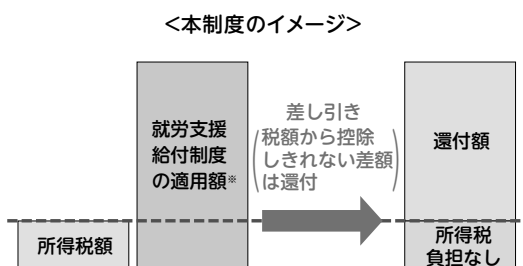 ＜本制度のイメージ＞
就労支援
給付制度
の適用額※
差し引き
税額から控除
しきれない差額
は還付
還付額
所得税額
所得税
負担なし